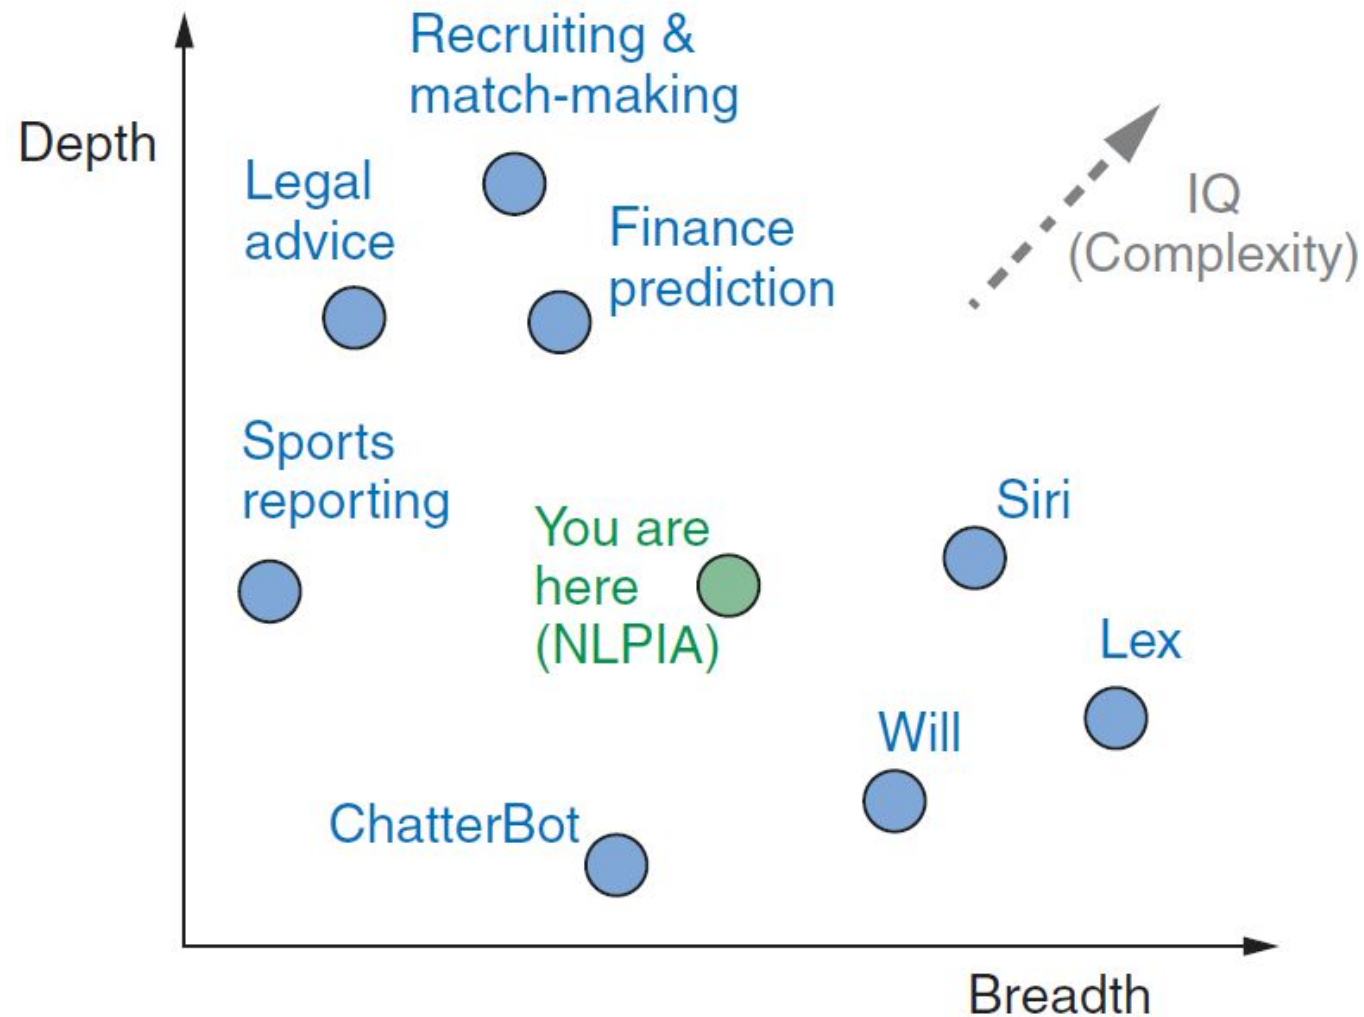 Recruiting &
match-making
Depth
Legal
advice
Finance
prediction
IQ
(Complexity)
Sports
reporting
You are
here
(NLPIA)
Siri
Lex
Will
ChatterBot
Breadth